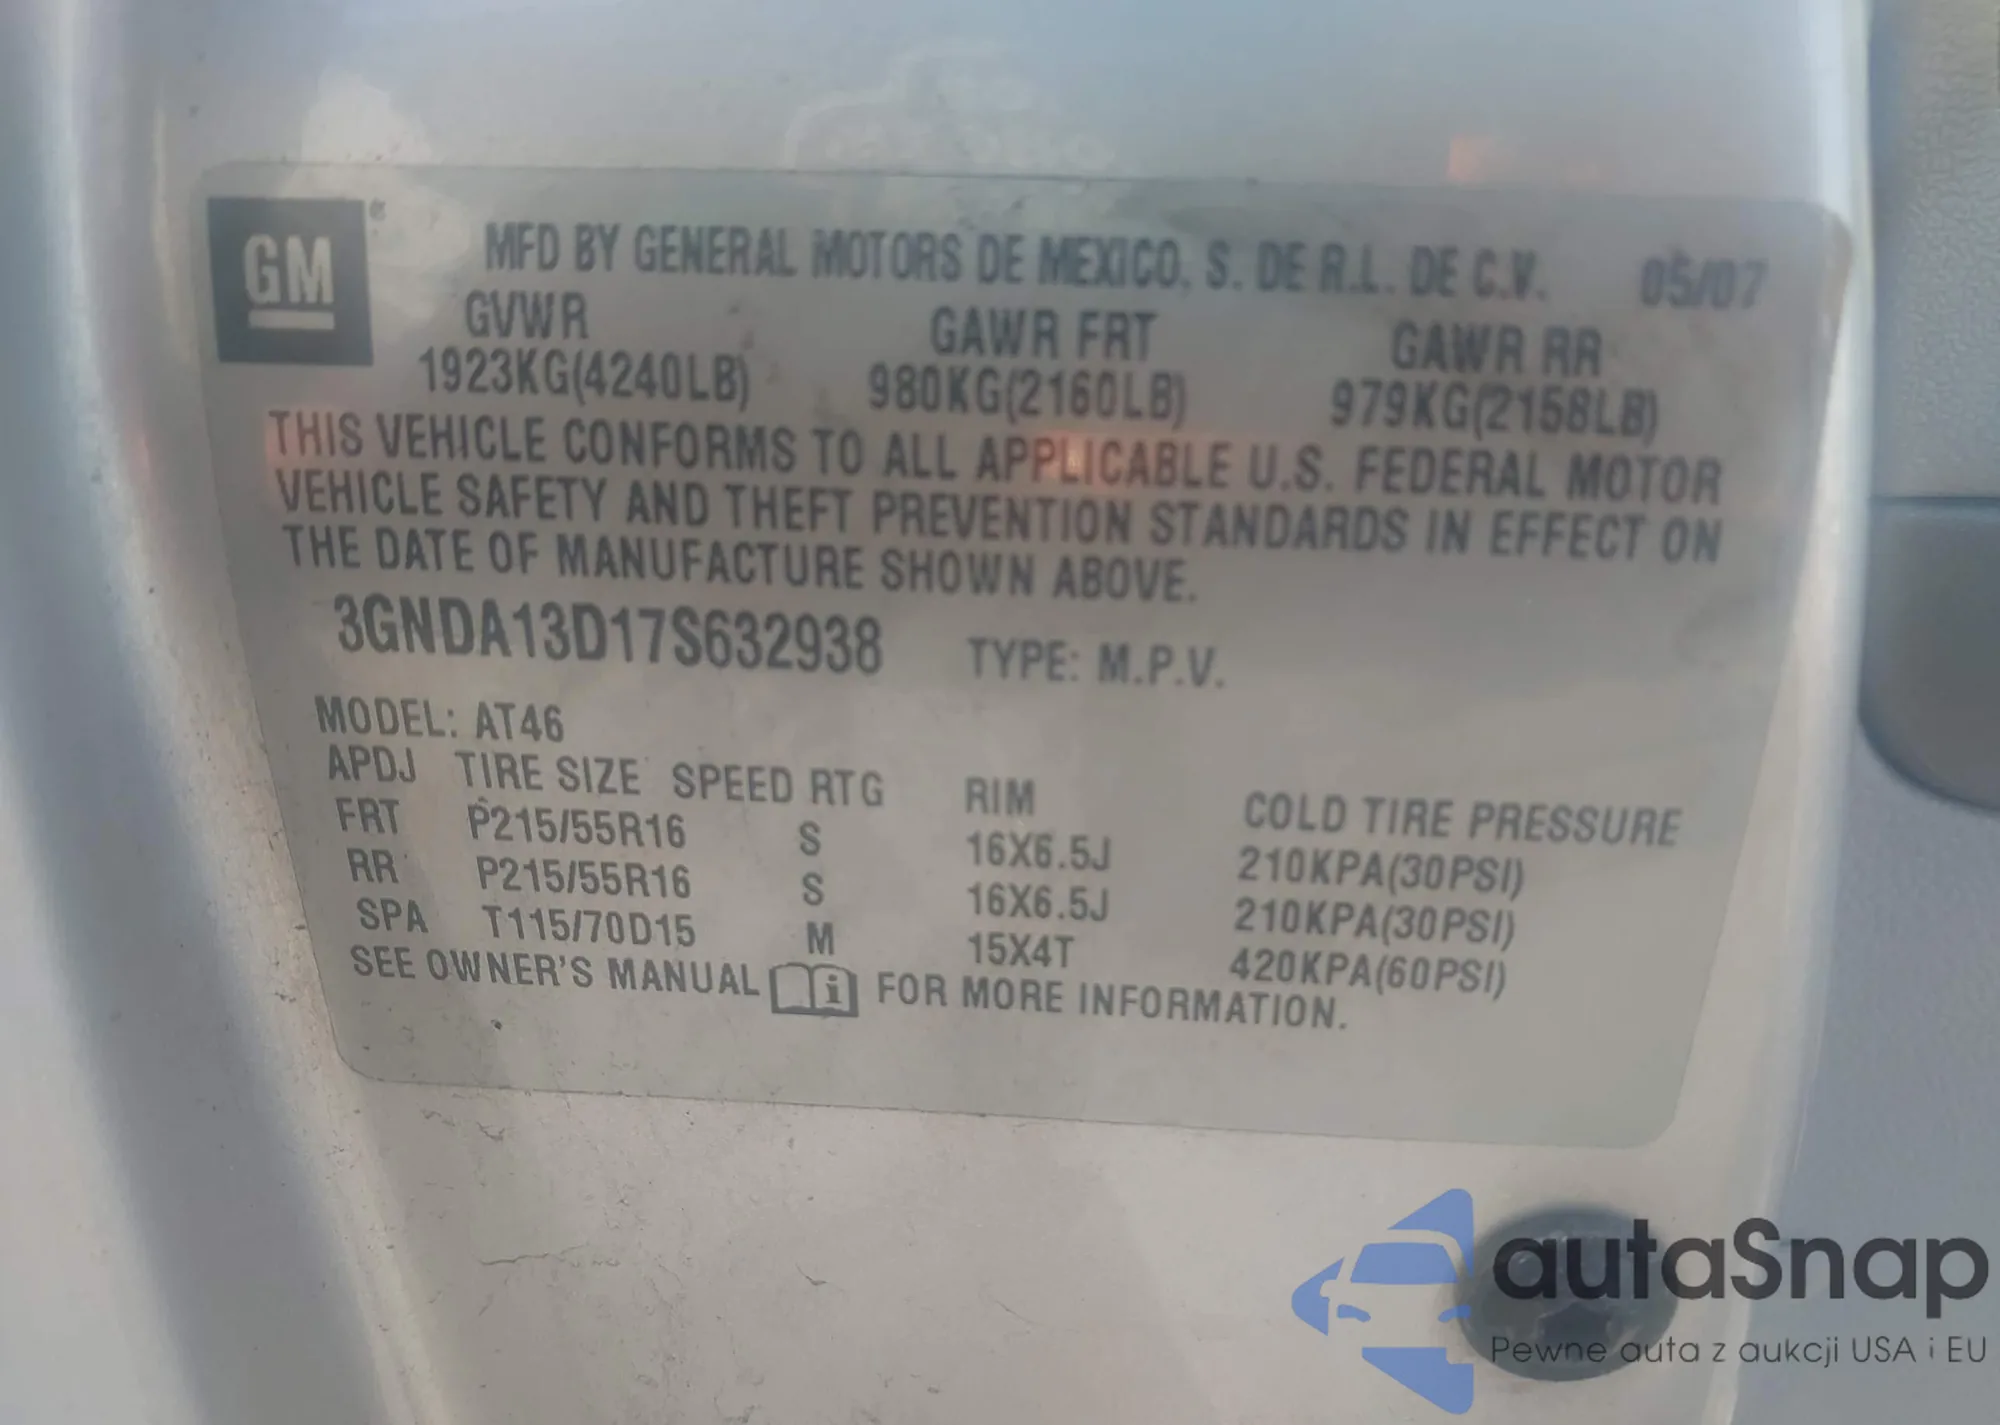 GM
MFD BY GENERAL MOTORS DE MEXICO, S. DE R.L. DE C.V. 05/07
GVWR GAWR FRT GAWR RR
1923KG(4240LB) 980KG(2160LB) 979KG(2158LB)
THIS VEHICLE CONFORMS TO ALL APPLICABLE U.S. FEDERAL MOTOR
VEHICLE SAFETY AND THEFT PREVENTION STANDARDS IN EFFECT ON
THE DATE OF MANUFACTURE SHOWN ABOVE.
3GNDA13D17S632938 TYPE: M.P.V.
MODEL: AT46
APDJ TIRE SIZE SPEED RTG RIM COLD TIRE PRESSURE
FRT P215/55R16 S 16X6.5J 210KPA(30PSI)
RR P215/55R16 S 16X6.5J 210KPA(30PSI)
SPA T115/70D15 M 15X4T 420KPA(60PSI)
SEE OWNER'S MANUAL i FOR MORE INFORMATION.
autaSnap
Pewne auta z aukcji USA i EU